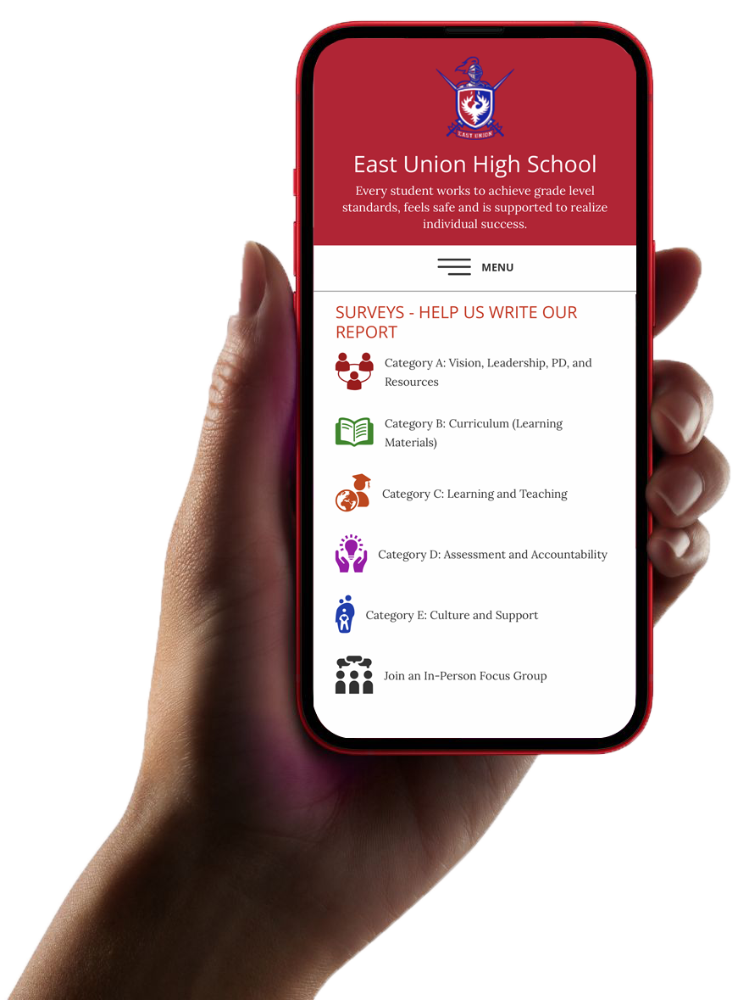 EAST UNION
East Union High School
Every student works to achieve grade level
standards, feels safe and is supported to realize
individual success.
MENU
SURVEYS - HELP US WRITE OUR
REPORT
Category A: Vision, Leadership, PD, and
Resources
Category B: Curriculum (Learning
Materials)
Category C: Learning and Teaching
Category D: Assessment and Accountability
Category E: Culture and Support
Join an In-Person Focus Group